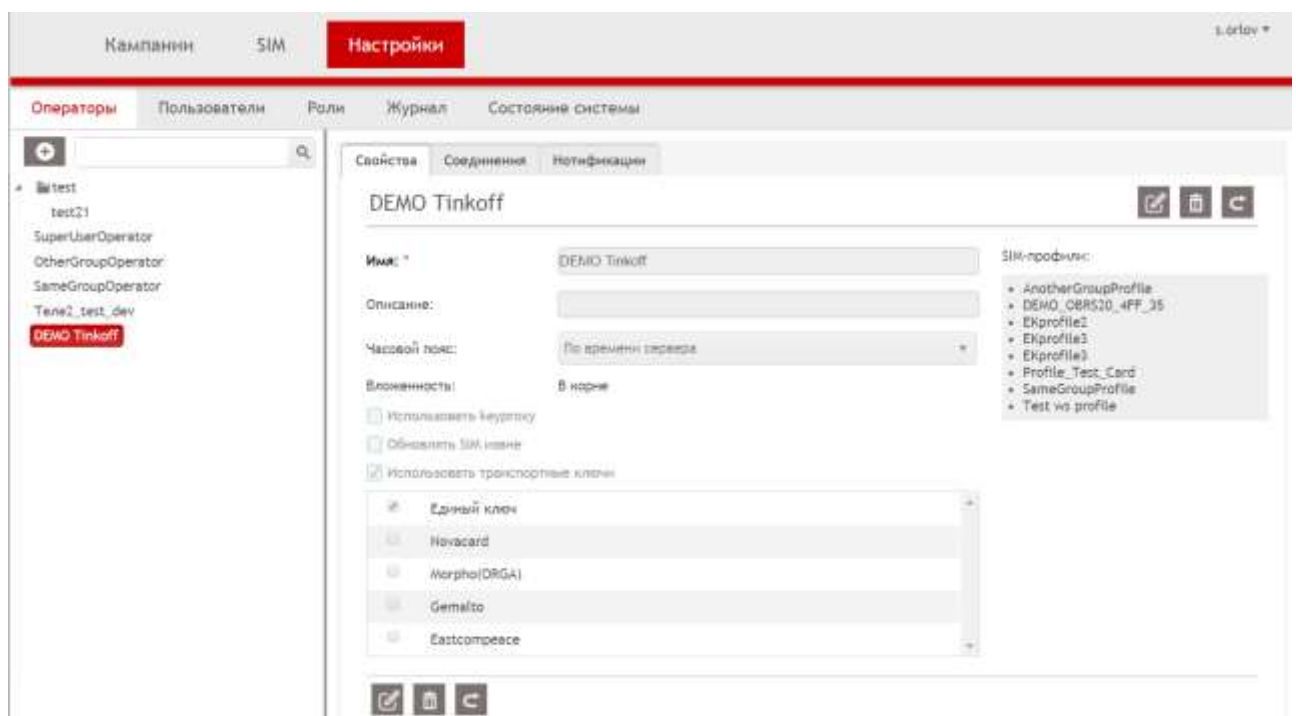 Кампании SIM Настройки s.orlov
Операторы Пользователи Роли Журнал Состояние системы
test
test21
SuperUserOperator
OtherGroupOperator
SameGroupOperator
Теле2_test_dev
DEMO Tinkoff
Свойства Соединения Нотификации
DEMO Tinkoff
Имя: * DEMO Tinkoff
Описание:
Часовой пояс: По времени сервера
Вложенность: В корне
Использовать keyproxy
Обновлять SIM извне
Использовать транспортные ключи
Единый ключ
Novacard
Morpho(ORGA)
Gemalto
Eastcompeace
SIM-профили:
AnotherGroupProfile
DEMO_OBRS20_4FF_35
EKprofile2
EKprofile3
EKprofile3
Profile_Test_Card
SameGroupProfile
Test ws profile